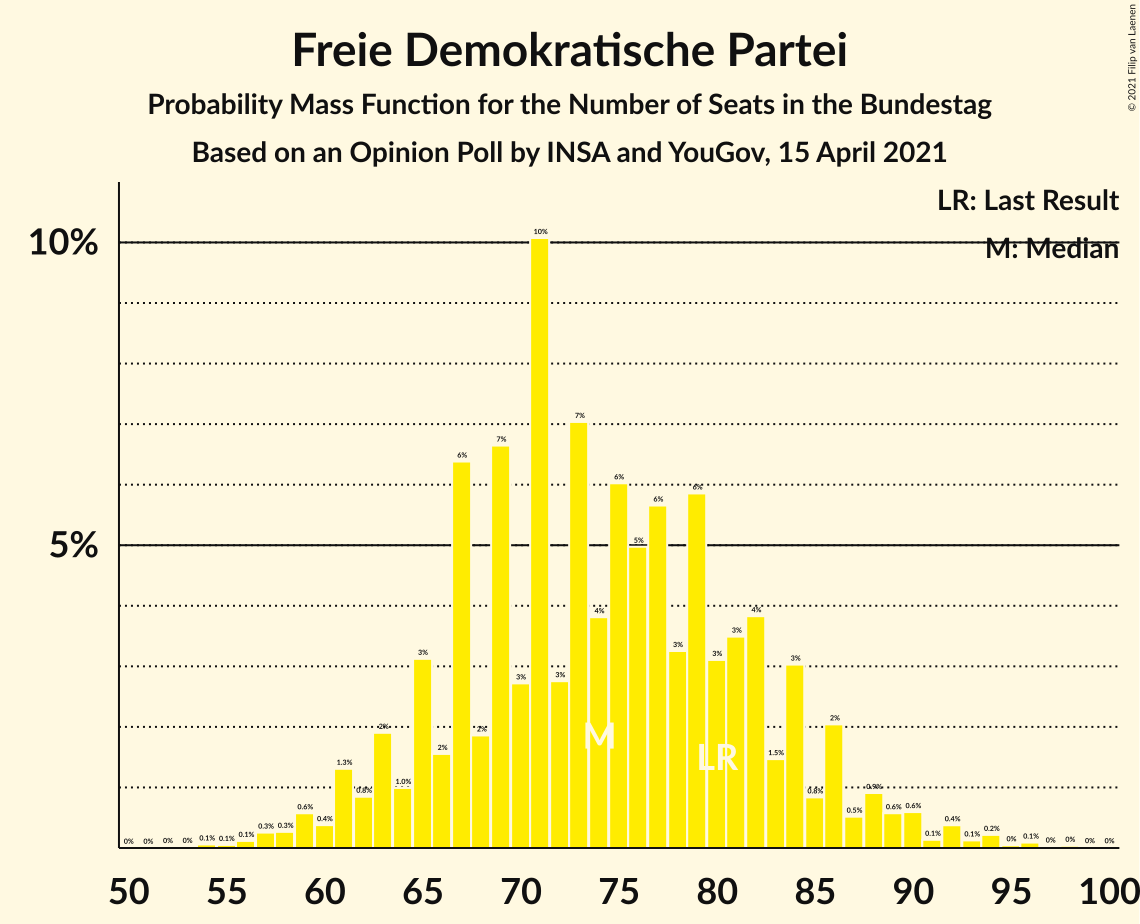 Freie Demokratische Partei
Probability Mass Function for the Number of Seats in the Bundestag
Based on an Opinion Poll by INSA and YouGov, 15 April 2021
© 2021 Filip van Laenen
LR: Last Result
M: Median
10%
5%
0% 0% 0% 0% 0.1% 0.1% 0.1% 0.3% 0.3% 0.6% 0.4% 1.3% 0.8% 2% 1.0% 3% 2% 6% 2% 7% 3% 10% 3% 7% 4% 6% 5% 6% 3% 6% 3% 3% 4% 1.5% 3% 0.8% 2% 0.5% 0.9% 0.6% 0.6% 0.1% 0.4% 0.1% 0.2% 0% 0.1% 0% 0% 0% 0%
M
LR
50 55 60 65 70 75 80 85 90 95 100